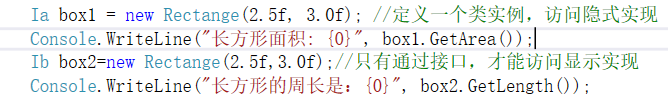 Ia box1 = new Rectange(2.5f, 3.0f); //定义一个类实例，访问隐式实现
Console.WriteLine("长方形面积: {0}", box1.GetArea());
Ib box2=new Rectange(2.5f,3.0f);//只有通过接口，才能访问显示实现
Console.WriteLine("长方形的周长是：{0}", box2.GetLength());